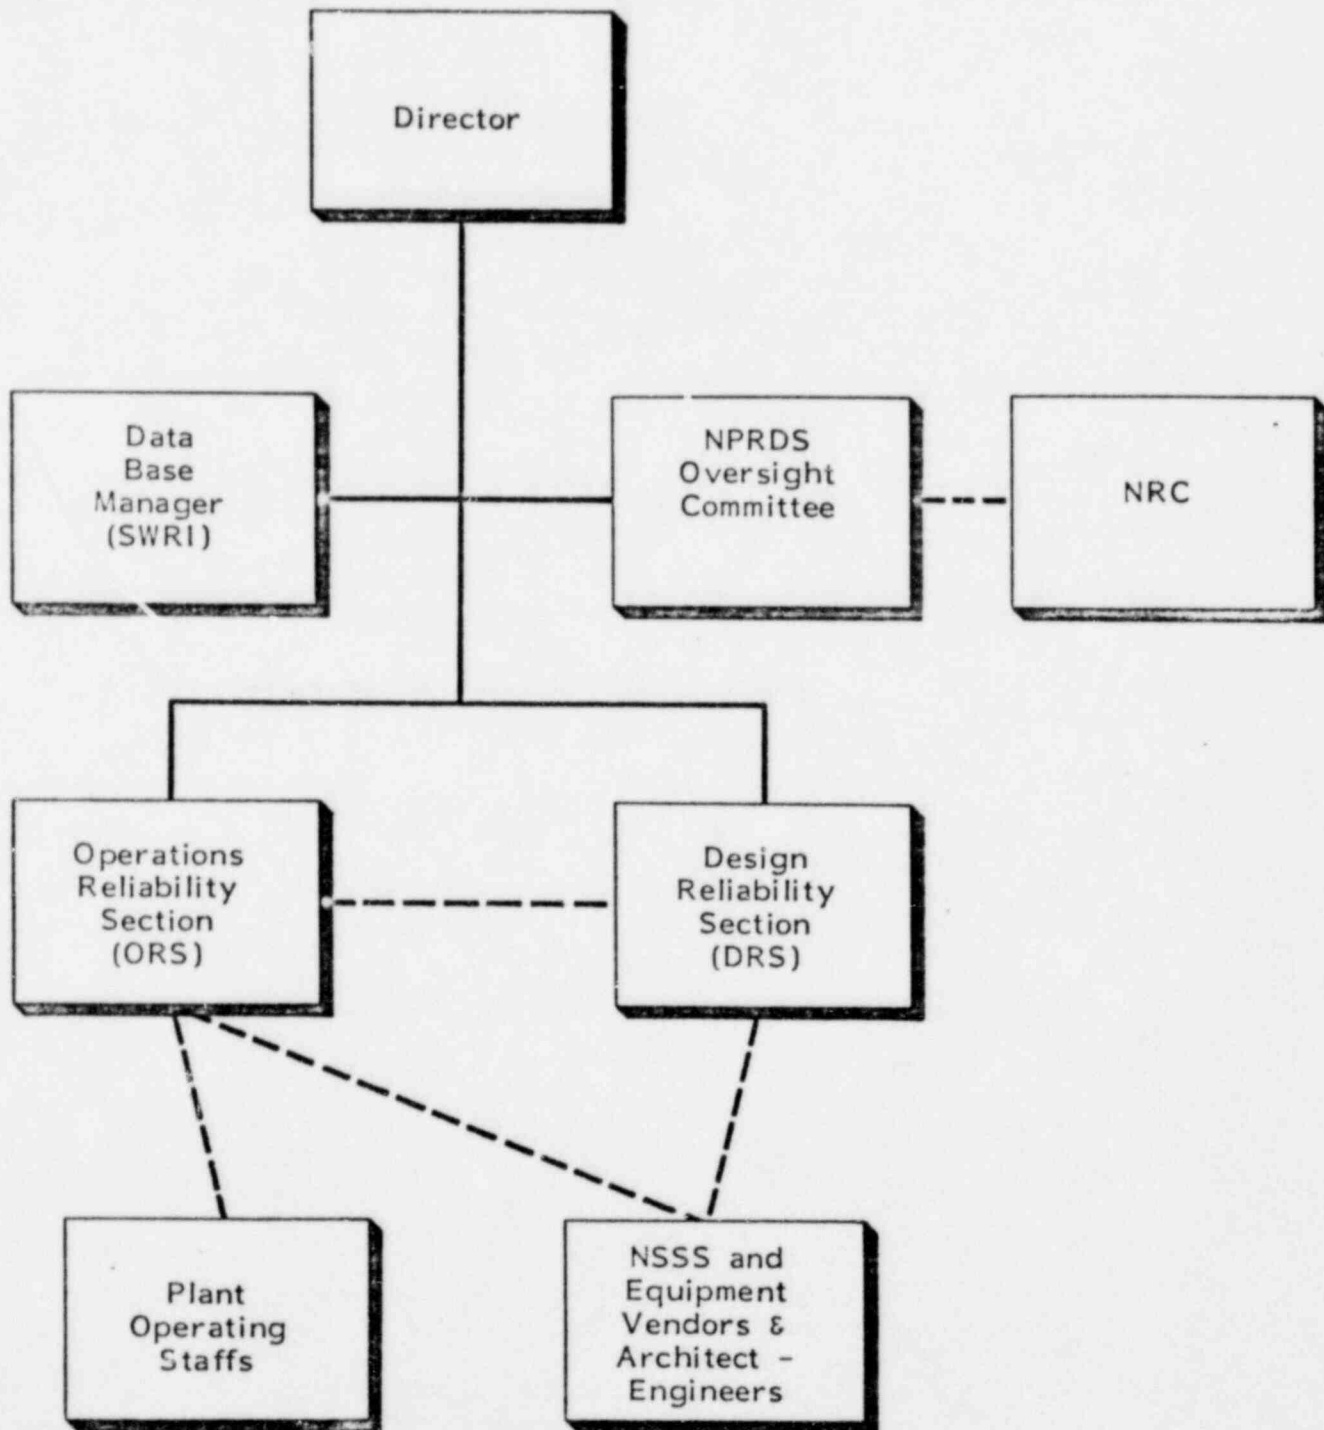 Director
Data
Base
Manager
(SWRI)
NPRDS
Oversight
Committee
NRC
Operations
Reliability
Section
(ORS)
Design
Reliability
Section
(DRS)
Plant
Operating
Staffs
NSSS and
Equipment
Vendors &
Architect -
Engineers